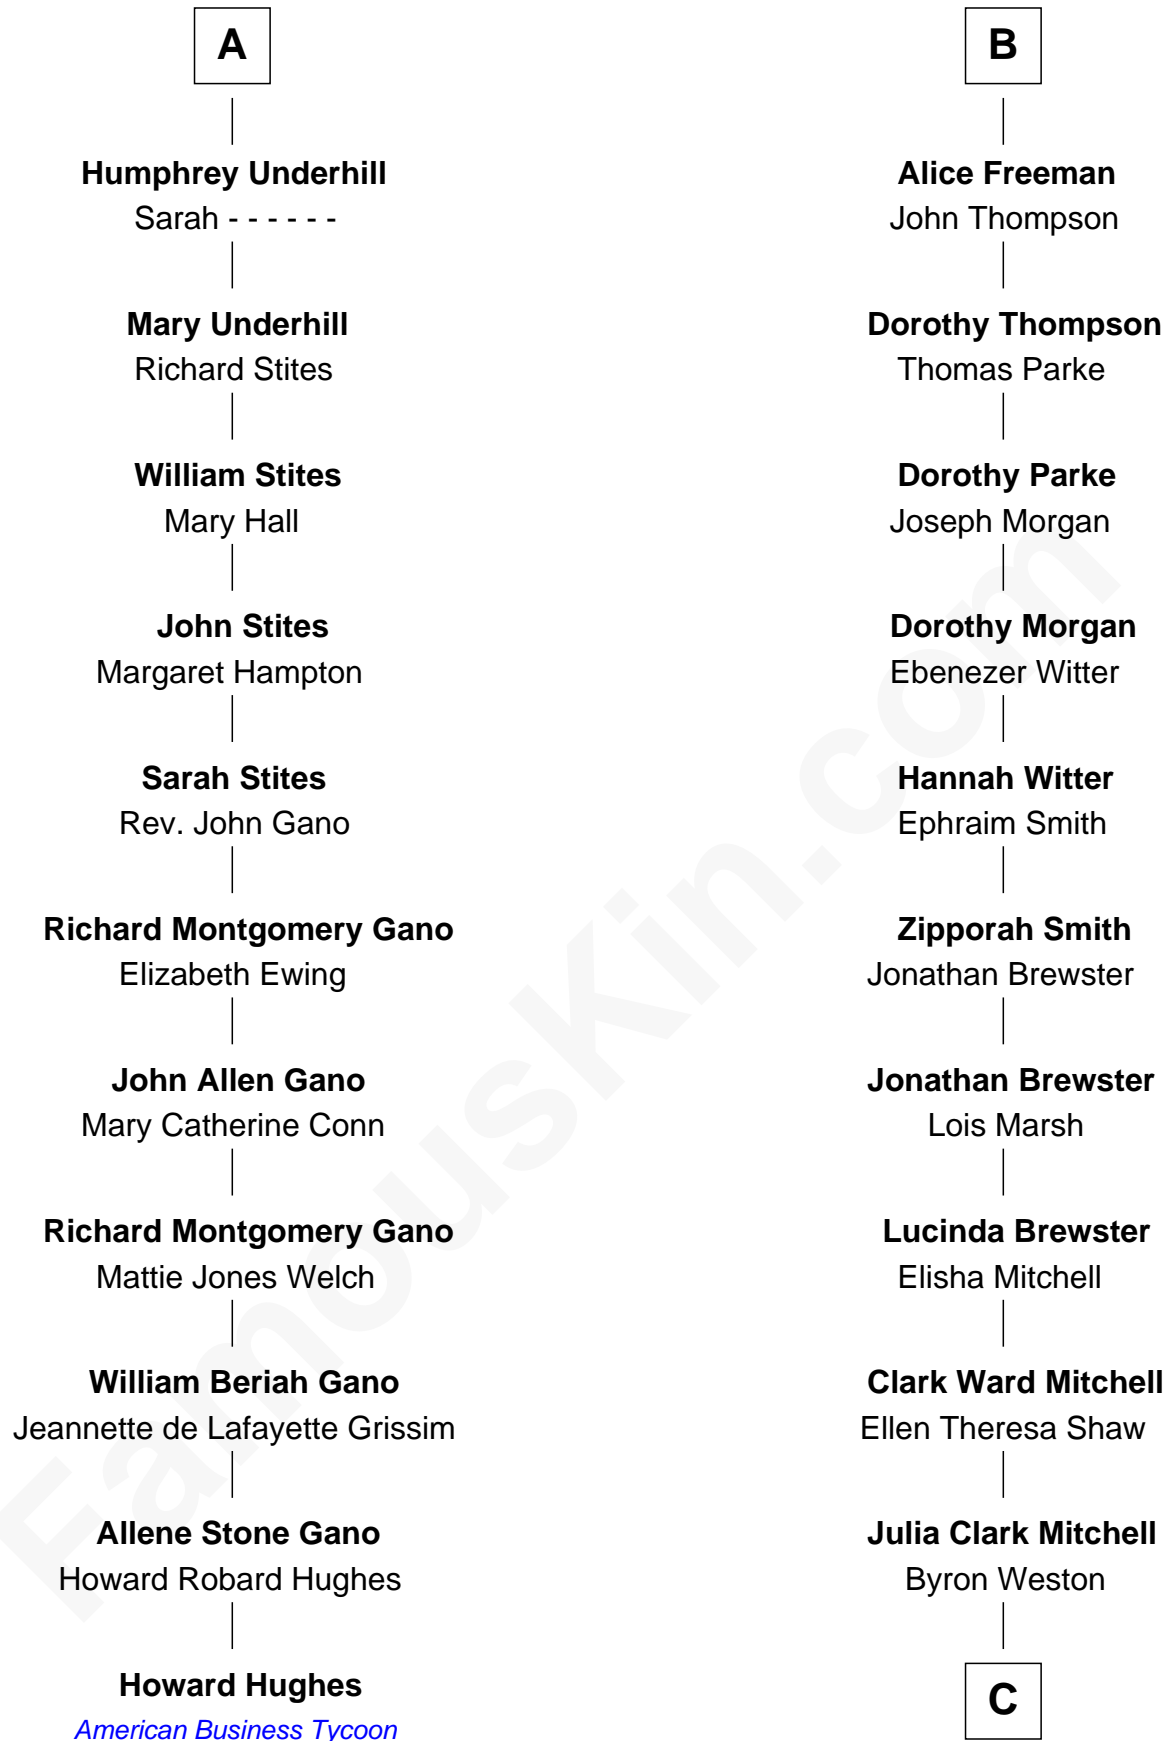 A
Humphrey Underhill
Sarah - - - - - -
Mary Underhill
Richard Stites
William Stites
Mary Hall
John Stites
Margaret Hampton
Sarah Stites
Rev. John Gano
Richard Montgomery Gano
Elizabeth Ewing
John Allen Gano
Mary Catherine Conn
Richard Montgomery Gano
Mattie Jones Welch
William Beriah Gano
Jeannette de Lafayette Grissim
Allene Stone Gano
Howard Robard Hughes
Howard Hughes
American Business Tycoon
B
Alice Freeman
John Thompson
Dorothy Thompson
Thomas Parke
Dorothy Parke
Joseph Morgan
Dorothy Morgan
Ebenezer Witter
Hannah Witter
Ephraim Smith
Zipporah Smith
Jonathan Brewster
Jonathan Brewster
Lois Marsh
Lucinda Brewster
Elisha Mitchell
Clark Ward Mitchell
Ellen Theresa Shaw
Julia Clark Mitchell
Byron Weston
C
FamousKin.com